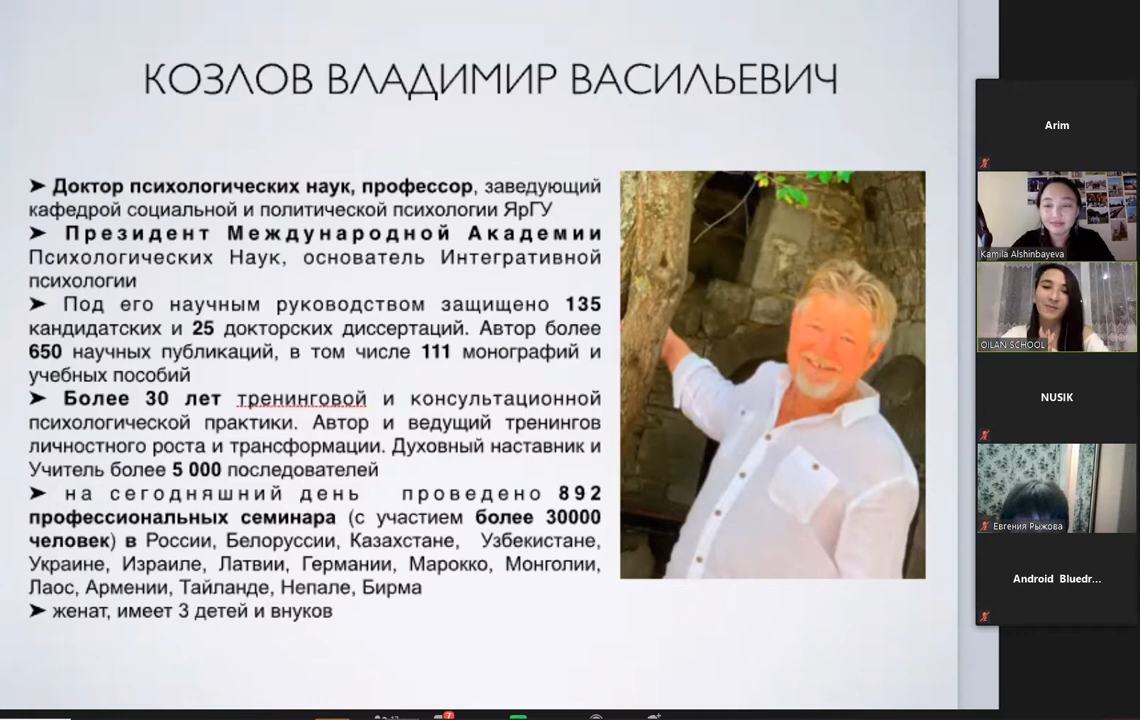 КОЗЛОВ ВЛАДИМИР ВАСИЛЬЕВИЧ
➤ Доктор психологических наук, профессор, заведующий
кафедрой социальной и политической психологии ЯрГУ
➤ Президент Международной Академии
Психологических Наук, основатель Интегративной
психологии
➤ Под его научным руководством защищено 135
кандидатских и 25 докторских диссертаций. Автор более
650 научных публикаций, в том числе 111 монографий и
учебных пособий
➤ Более 30 лет тренинговой и консультационной
психологической практики. Автор и ведущий тренингов
личностного роста и трансформации. Духовный наставник и
Учитель более 5 000 последователей
➤ на сегодняшний день проведено 892
профессиональных семинара (с участием более 30000
человек) в России, Белоруссии, Казахстане, Узбекистане,
Украине, Израиле, Латвии, Германии, Марокко, Монголии,
Лаос, Армении, Тайланде, Непале, Бирма
➤ женат, имеет 3 детей и внуков
Arim
Kamila Alshinbayeva
OILAN SCHOOL
NUSIK
Евгения Рыжова
Android Bluedr...
7